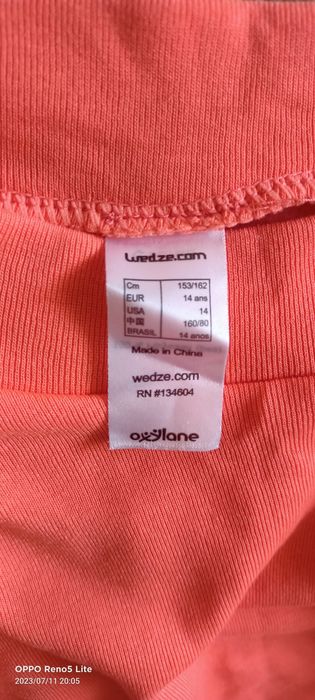 wedze.com
Cm 153/162
EUR 14 ans
USA 14
中国 160/80
BRASIL 14 anos
Made in China
wedze.com
RN #134604
oxylane
OPPO Reno5 Lite
2023/07/11 20:05